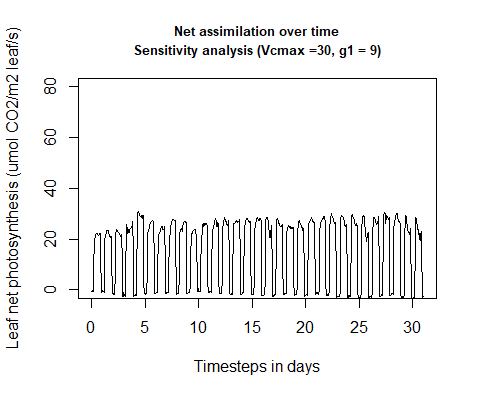 Net assimilation over time
Sensitivity analysis (Vcmax =30, g1 = 9)
Leaf net photosynthesis (umol CO2/m2 leaf/s)
80
60
40
20
0
0 5 10 15 20 25 30
Timesteps in days